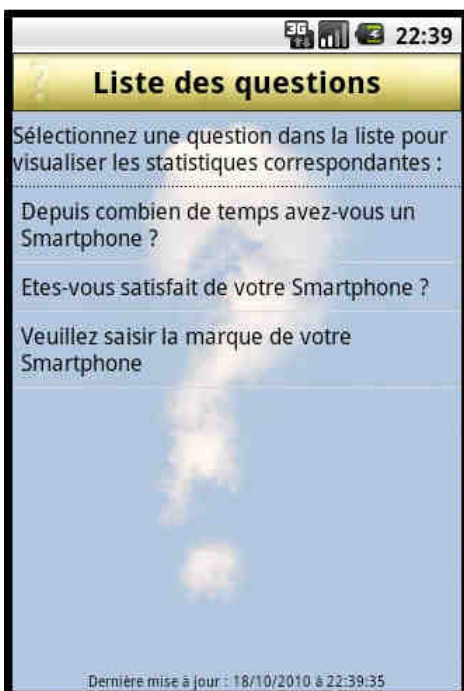 3G 22:39
Liste des questions
Sélectionnez une question dans la liste pour
visualiser les statistiques correspondantes :
Depuis combien de temps avez-vous un
Smartphone ?
Etes-vous satisfait de votre Smartphone ?
Veuillez saisir la marque de votre
Smartphone
Dernière mise à jour : 18/10/2010 à 22:39:35